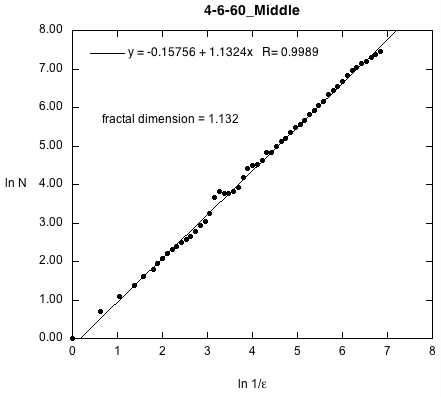 4-6-60_Middle
8.00
y = -0.15756 + 1.1324x R= 0.9989
7.00
6.00
fractal dimension = 1.132
5.00
ln N
4.00
3.00
2.00
1.00
0.00
0 1 2 3 4 5 6 7 8
ln 1/ε